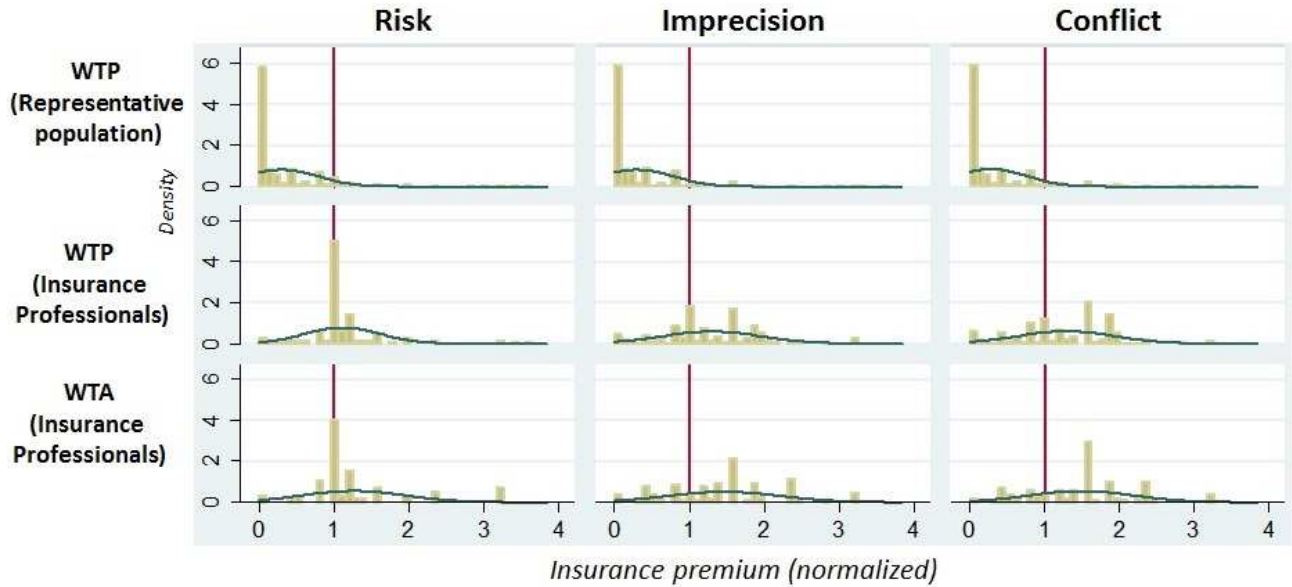 Risk
Imprecision
Conflict
WTP
(Representative
population)
Density
0 2 4 6
WTP
(Insurance
Professionals)
0 2 4 6
WTA
(Insurance
Professionals)
0 2 4 6
0 1 2 3 4
0 1 2 3 4
0 1 2 3 4
Insurance premium (normalized)